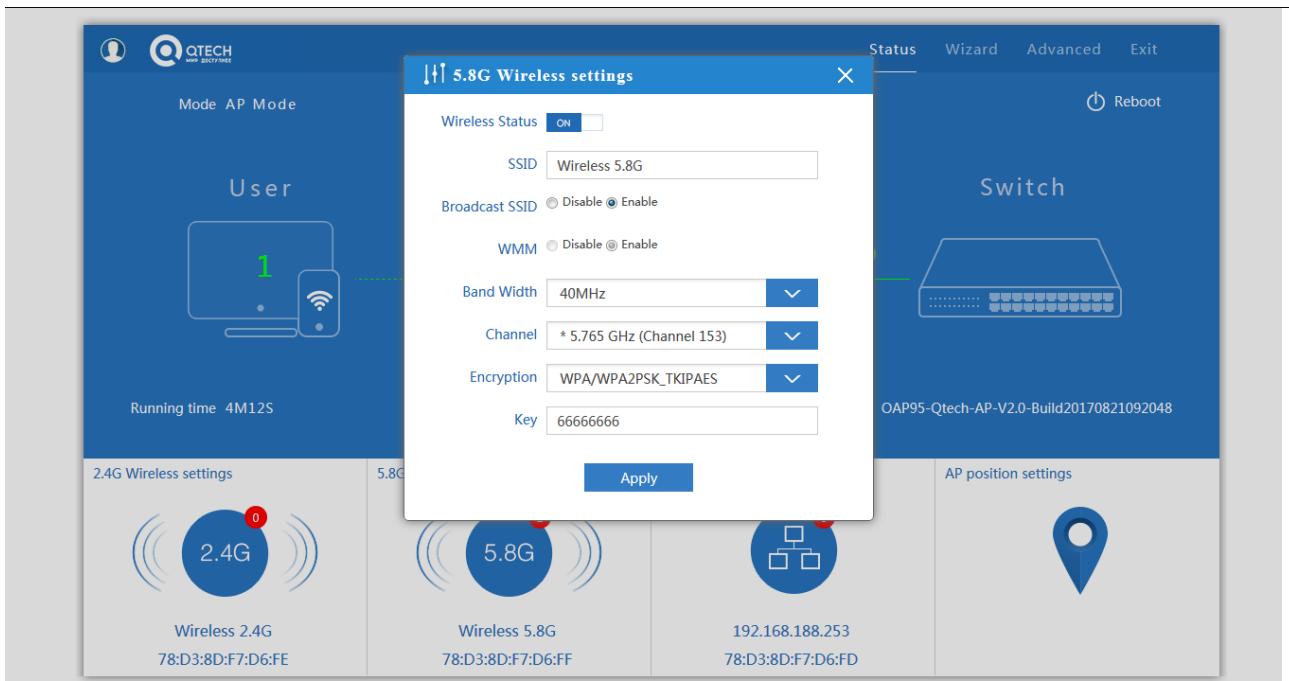 QTECH
МИР ДОСТУПНЕЕ
Status Wizard Advanced Exit
5.8G Wireless settings
Mode AP Mode
Reboot
Wireless Status ON
SSID Wireless 5.8G
User
Switch
Broadcast SSID Disable Enable
WMM Disable Enable
1
Band Width 40MHz
Channel * 5.765 GHz (Channel 153)
Encryption WPA/WPA2PSK_TKIPAES
Running time 4M12S
OAP95-Qtech-AP-V2.0-Build20170821092048
Key 66666666
Apply
2.4G Wireless settings
5.8G
AP position settings
0
2.4G
5.8G
Wireless 2.4G
Wireless 5.8G
192.168.188.253
78:D3:8D:F7:D6:FE
78:D3:8D:F7:D6:FF
78:D3:8D:F7:D6:FD